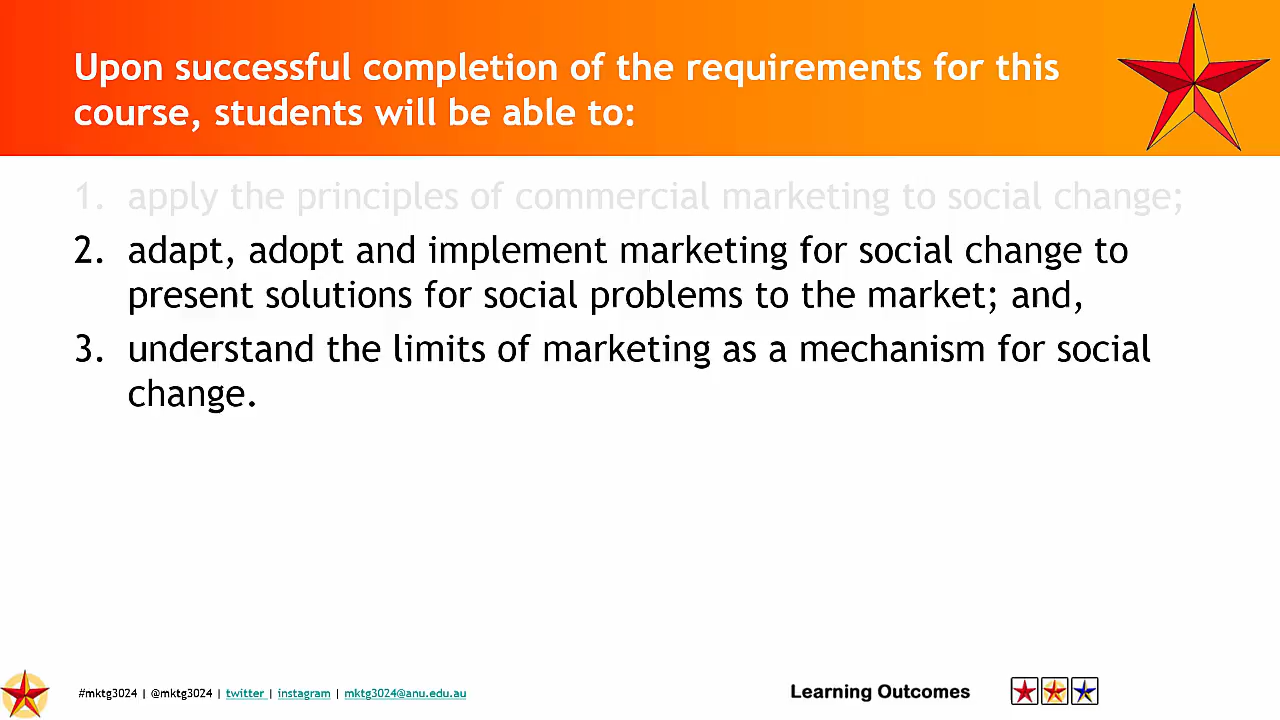 Upon successful completion of the requirements for this
course, students will be able to:
1. apply the principles of commercial marketing to social change;
2. adapt, adopt and implement marketing for social change to
present solutions for social problems to the market; and,
3. understand the limits of marketing as a mechanism for social
change.
#mktg3024 | @mktg3024 | twitter | instagram | mktg3024@anu.edu.au
Learning Outcomes